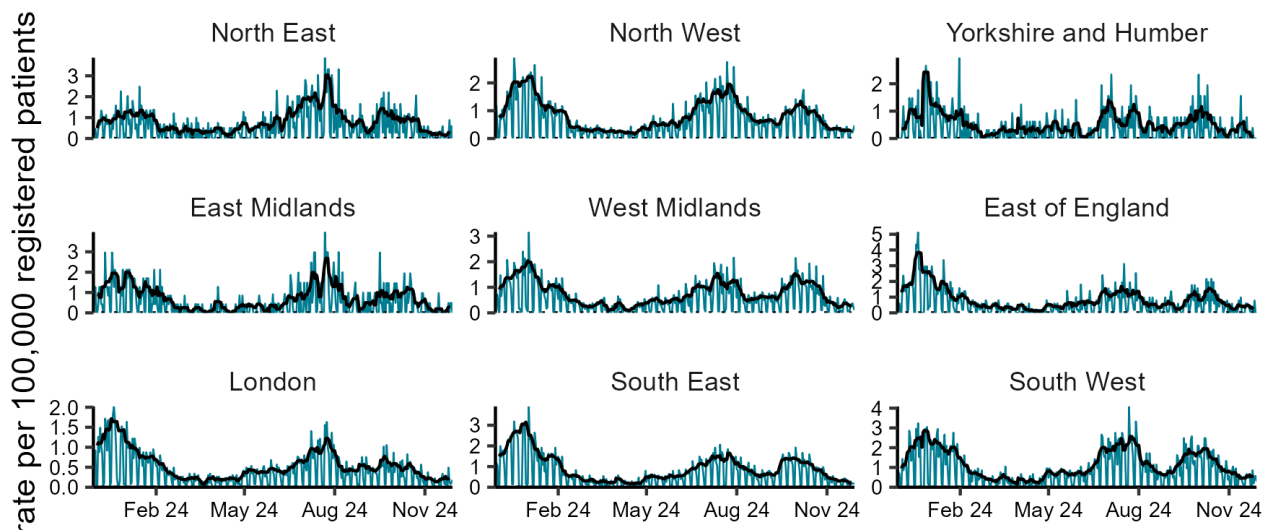 rate per 100,000 registered patients
North East
North West
Yorkshire and Humber
3
2
1
0
2
1
0
2
1
0
East Midlands
West Midlands
East of England
3
2
1
0
3
2
1
0
5
4
3
2
1
0
London
South East
South West
2.0
1.5
1.0
0.5
0.0
3
2
1
0
4
3
2
1
0
Feb 24 May 24 Aug 24 Nov 24
Feb 24 May 24 Aug 24 Nov 24
Feb 24 May 24 Aug 24 Nov 24